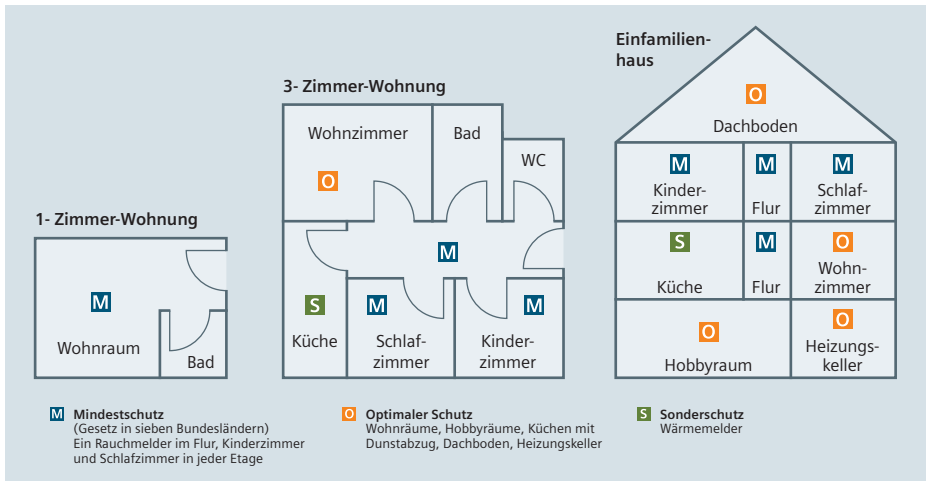 1- Zimmer-Wohnung
M
Wohnraum
Bad
3- Zimmer-Wohnung
Wohnzimmer
O
Bad
WC
M
S
Küche
M
Schlaf-
zimmer
M
Kinder-
zimmer
Einfamilien-
haus
O
Dachboden
M
Kinder-
zimmer
M
Flur
M
Schlaf-
zimmer
S
Küche
M
Flur
O
Wohn-
zimmer
O
Hobbyraum
O
Heizungs-
keller
M Mindestschutz
(Gesetz in sieben Bundesländern)
Ein Rauchmelder im Flur, Kinderzimmer
und Schlafzimmer in jeder Etage
O Optimaler Schutz
Wohnräume, Hobbyräume, Küchen mit
Dunstabzug, Dachboden, Heizungskeller
S Sonderschutz
Wärmemelder